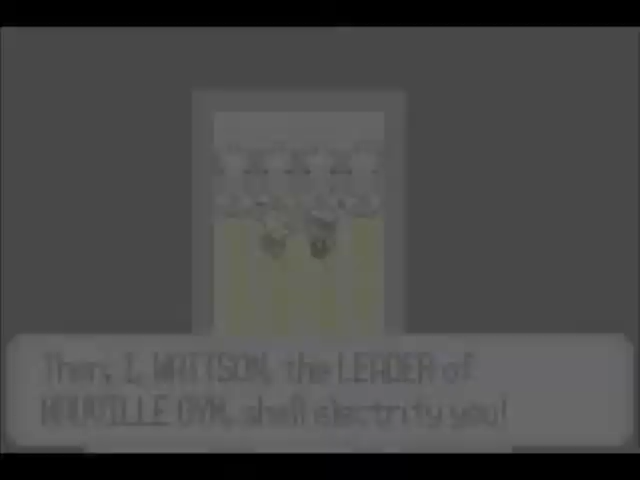 Then, I, WATTSON, the LEADER of
MAUVILLE GYM, shall electrify you!